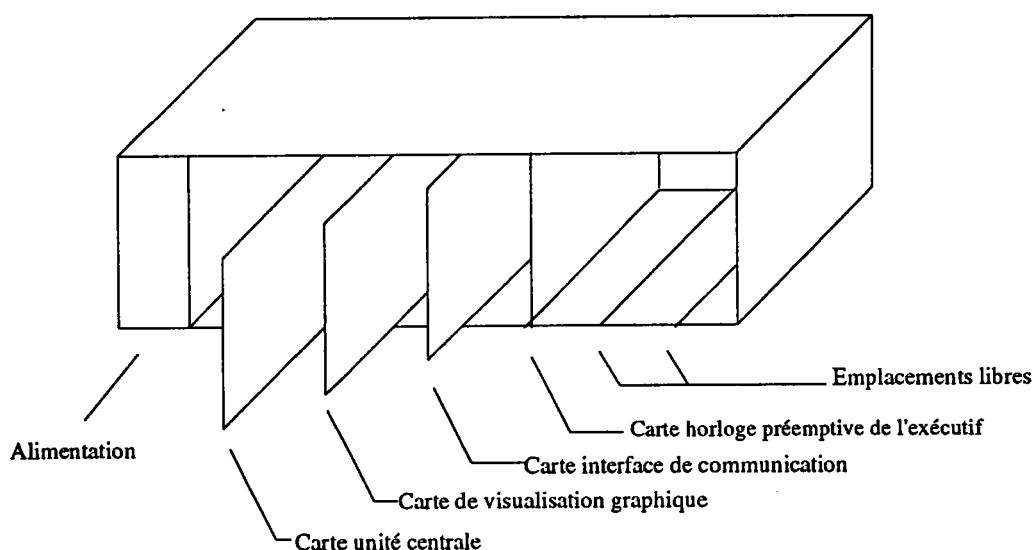 Emplacements libres
Carte horloge préemptive de l'exécutif
Alimentation
Carte interface de communication
Carte de visualisation graphique
Carte unité centrale